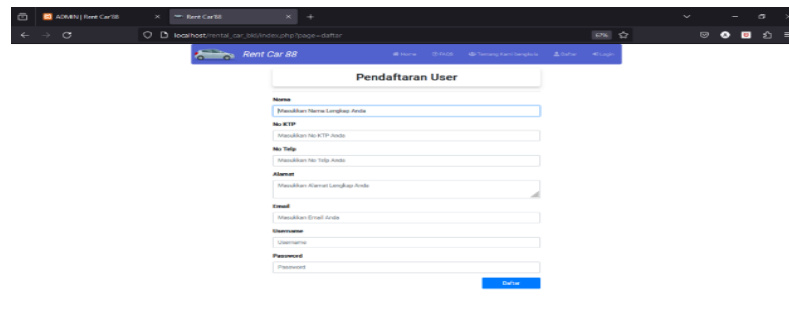 ADMIN | Rent Car'88
Rent Car'88
localhost/rental_car_bkl/index.php?page=daftar
67%
Rent Car 88
Home
Daftar
Login
Pendaftaran User
Nama
Masukkan Nama Lengkap Anda
No KTP
Masukkan No KTP Anda
No Telp
Masukkan No Telp Anda
Alamat
Masukkan Alamat Lengkap Anda
Email
Masukkan Email Anda
Username
Username
Password
Password
Daftar